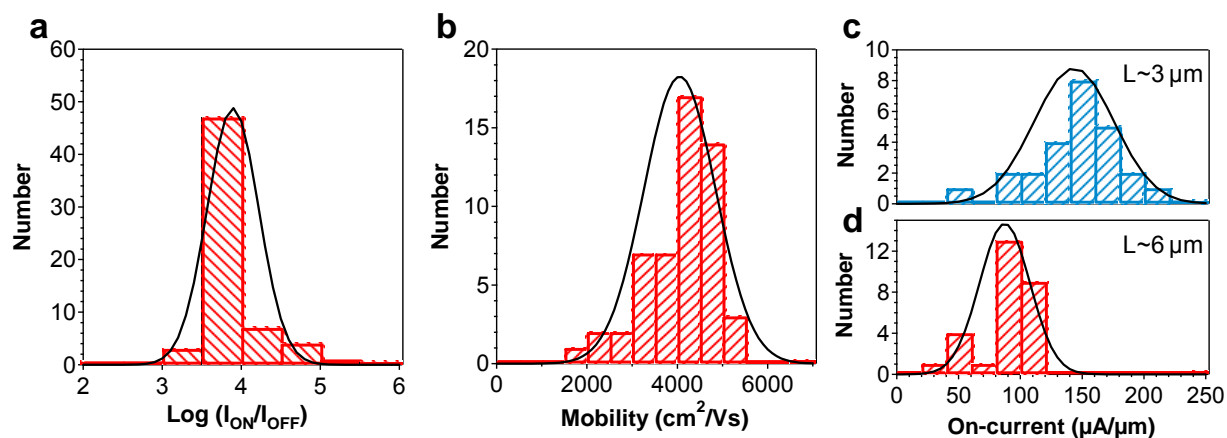 a
60
50
40
30
20
10
0
Number
2 3 4 5 6
Log (I_ON/I_OFF)
b
20
15
10
5
0
Number
2000 4000 6000
Mobility (cm²/Vs)
c
10
8
6
4
2
0
Number
L~3 µm
d
12
8
4
0
Number
L~6 µm
0 50 100 150 200 250
On-current (µA/µm)